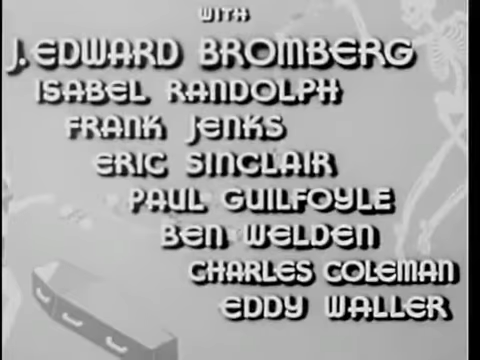 WITH
J. EDWARD BROMBERG
ISABEL RANDOLPH
FRANK JENKS
ERIC SINCLAIR
PAUL GUILFOYLE
BEN WELDEN
CHARLES COLEMAN
EDDY WALLER